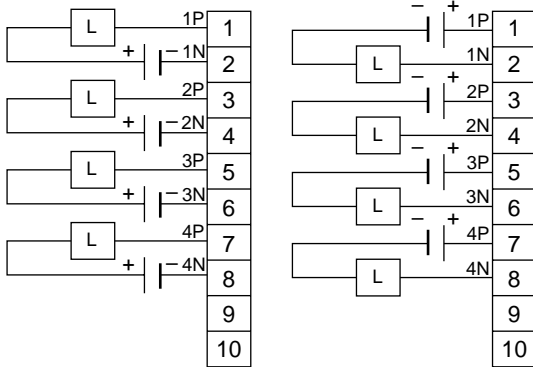 L 1P 1
+ − 1N 2
L 2P 3
+ − 2N 4
L 3P 5
+ − 3N 6
L 4P 7
+ − 4N 8
9
10
− + 1P 1
L 1N 2
− + 2P 3
L 2N 4
− + 3P 5
L 3N 6
− + 4P 7
L 4N 8
9
10